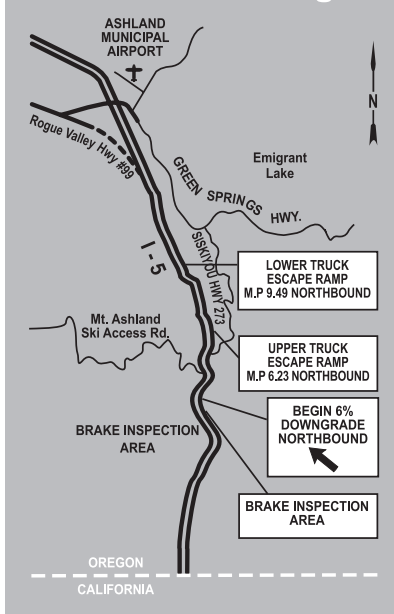 ASHLAND
MUNICIPAL
AIRPORT
N
Rogue Valley Hwy #99
GREEN SPRINGS HWY.
Emigrant
Lake
I-5
SISKIYOU HWY 273
LOWER TRUCK
ESCAPE RAMP
M.P 9.49 NORTHBOUND
Mt. Ashland
Ski Access Rd.
UPPER TRUCK
ESCAPE RAMP
M.P 6.23 NORTHBOUND
BEGIN 6%
DOWNGRADE
NORTHBOUND
BRAKE INSPECTION
AREA
BRAKE INSPECTION
AREA
OREGON
CALIFORNIA